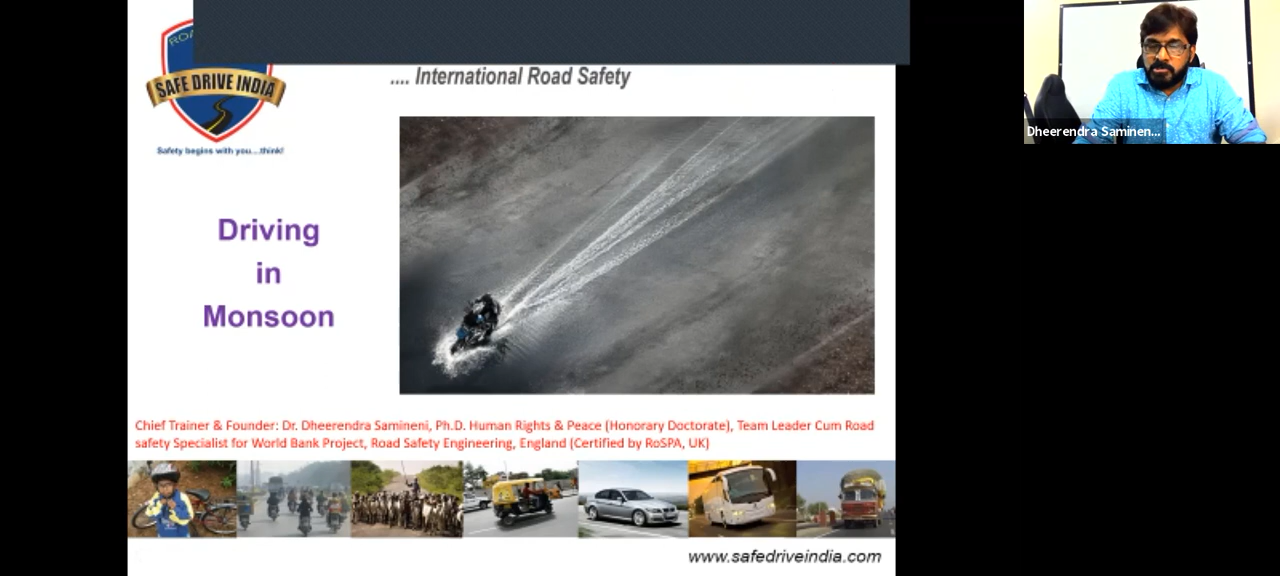 ROA
SAFE DRIVE INDIA
Safety begins with you....think!
.... International Road Safety
Dheerendra Saminen...
Driving
in
Monsoon
Chief Trainer & Founder: Dr. Dheerendra Samineni, Ph.D. Human Rights & Peace (Honorary Doctorate), Team Leader Cum Road
safety Specialist for World Bank Project, Road Safety Engineering, England (Certified by RoSPA, UK)
www.safedriveindia.com